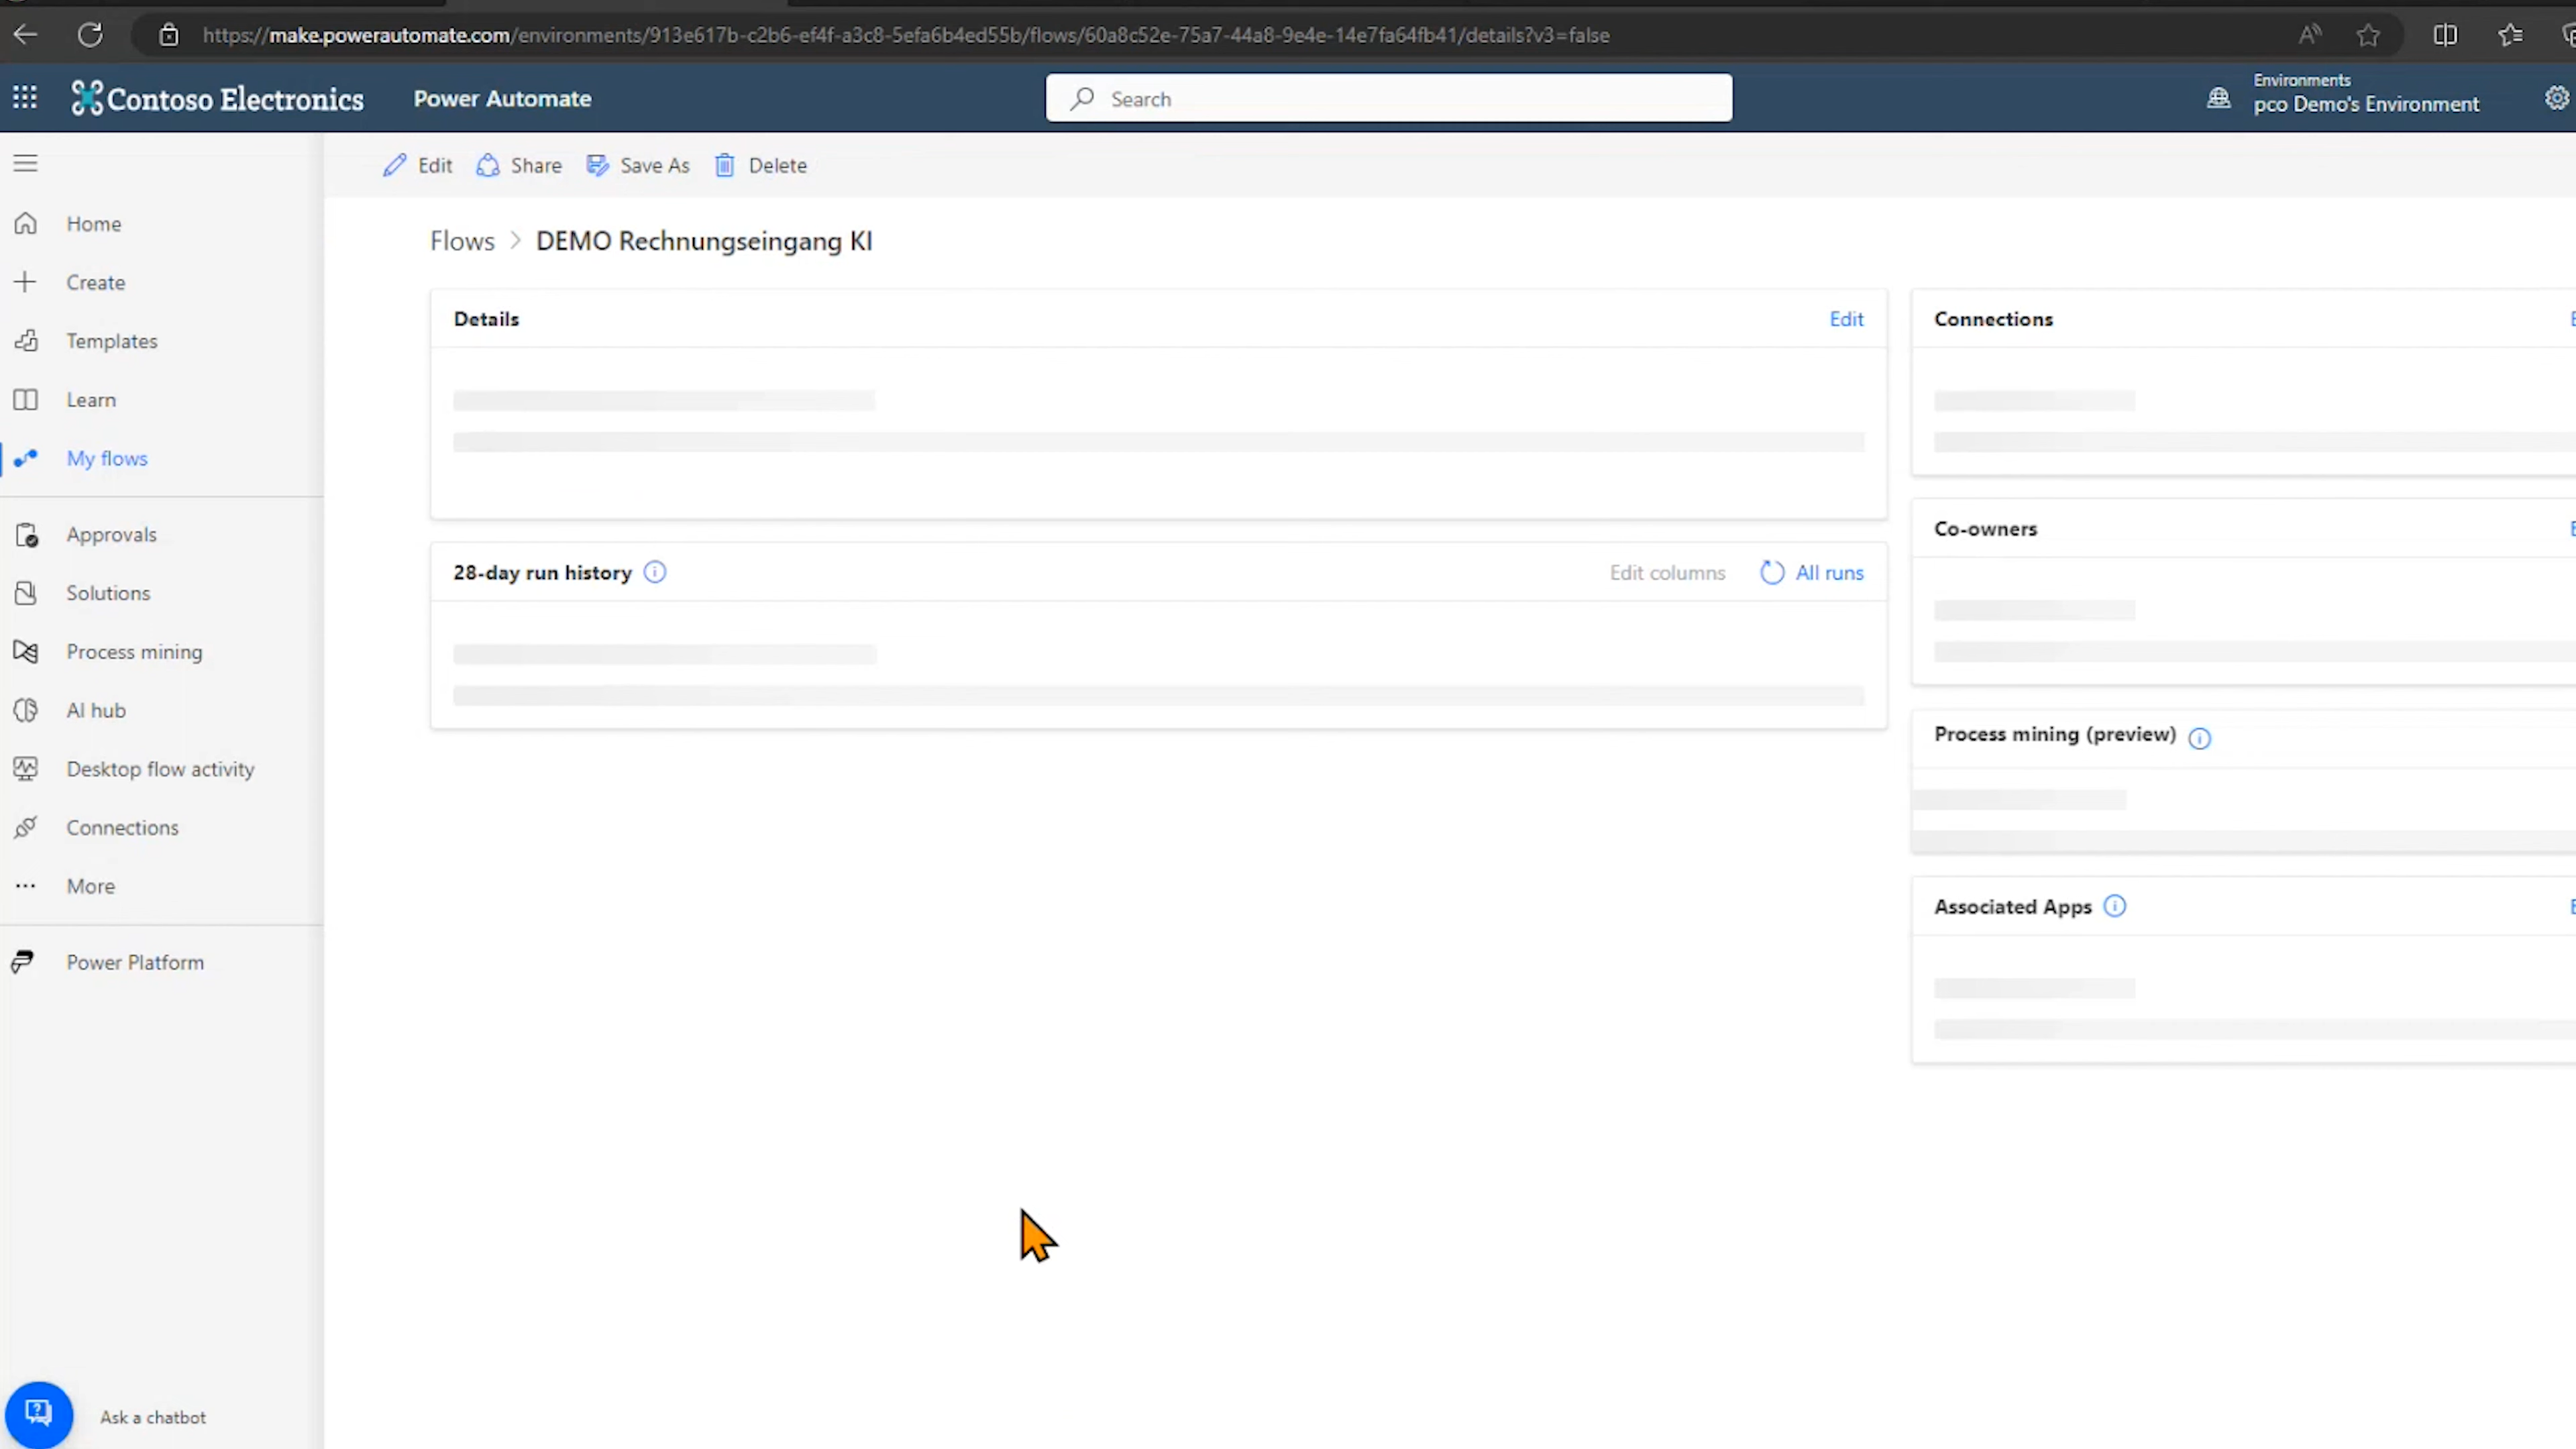 https://make.powerautomate.com/environments/913e617b-c2b6-ef4f-a3c8-5efa6b4ed55b/flows/60a8c52e-75a7-44a8-9e4e-14e7fa64fb41/details?v3=false
Contoso Electronics
Power Automate
Search
Environments
pco Demo's Environment
Edit
Share
Save As
Delete
Home
Create
Templates
Learn
My flows
Approvals
Solutions
Process mining
AI hub
Desktop flow activity
Connections
More
Power Platform
Ask a chatbot
Flows > DEMO Rechnungseingang KI
Details
Edit
28-day run history
Edit columns
All runs
Connections
Co-owners
Process mining (preview)
Associated Apps